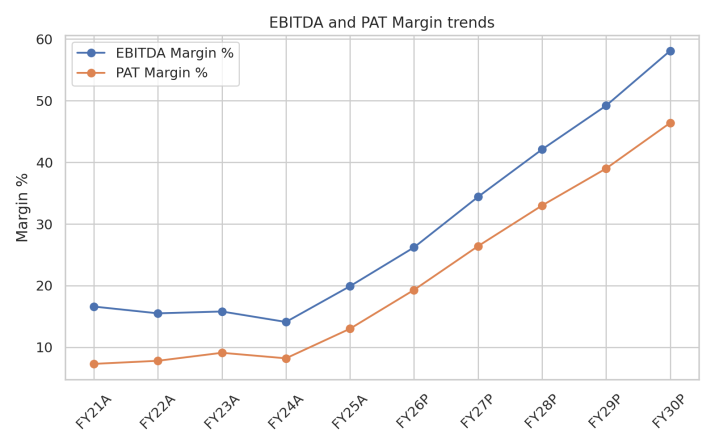 EBITDA and PAT Margin trends
EBITDA Margin %
PAT Margin %
Margin %
60
50
40
30
20
10
FY21A
FY22A
FY23A
FY24A
FY25A
FY26P
FY27P
FY28P
FY29P
FY30P